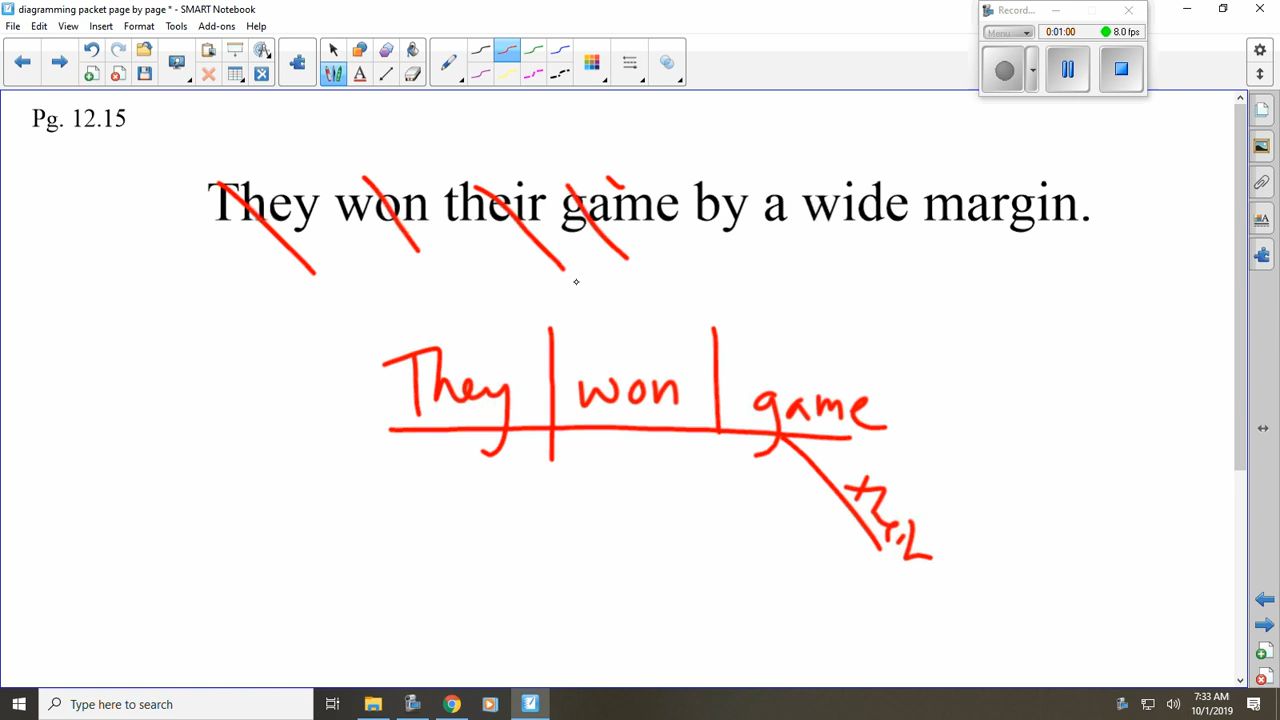 diagramming packet page by page * - SMART Notebook
File Edit View Insert Format Tools Add-ons Help
Record...
Menu
0:01:00
8.0 fps
Pg. 12.15
They won their game by a wide margin.
They won game
their
Type here to search
7:33 AM
10/1/2019